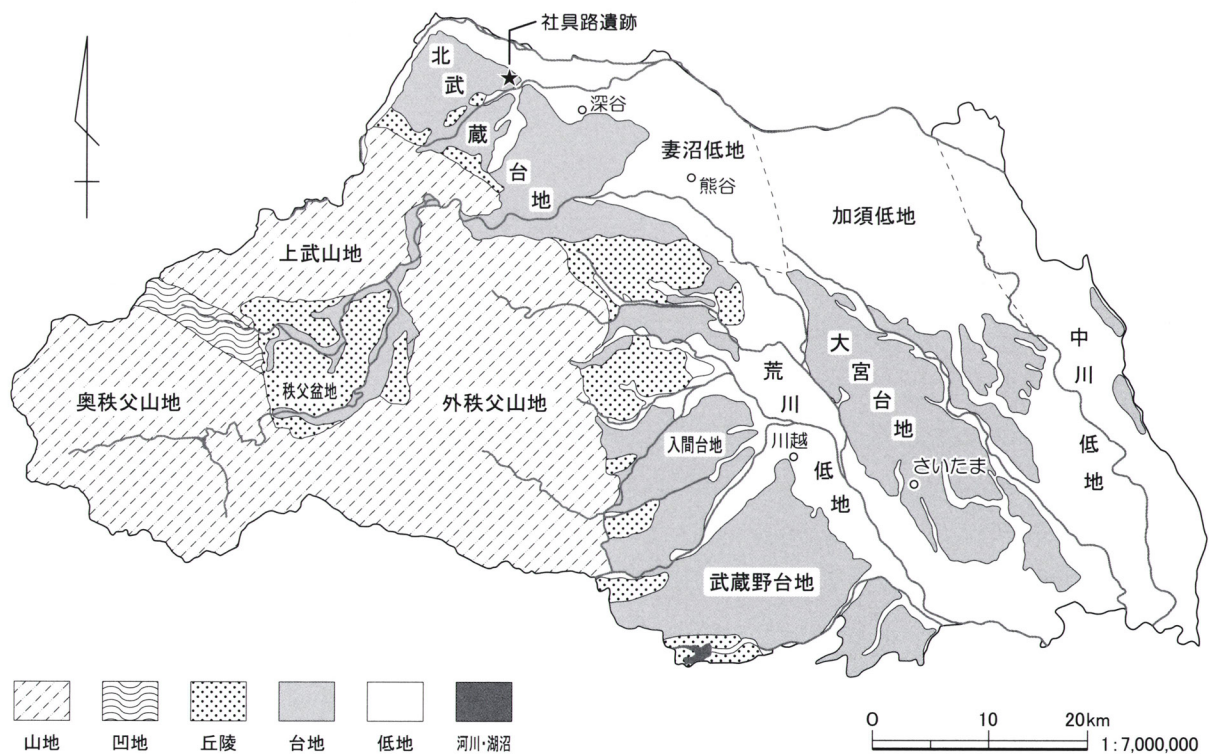 社具路遺跡
北武蔵台地
深谷
妻沼低地
熊谷
加須低地
上武山地
奥秩父山地
秩父盆地
外秩父山地
荒川低地
大宮台地
中川低地
入間台地
川越
さいたま
武蔵野台地
山地 凹地 丘陵 台地 低地 河川・湖沼
0 10 20km
1:7,000,000